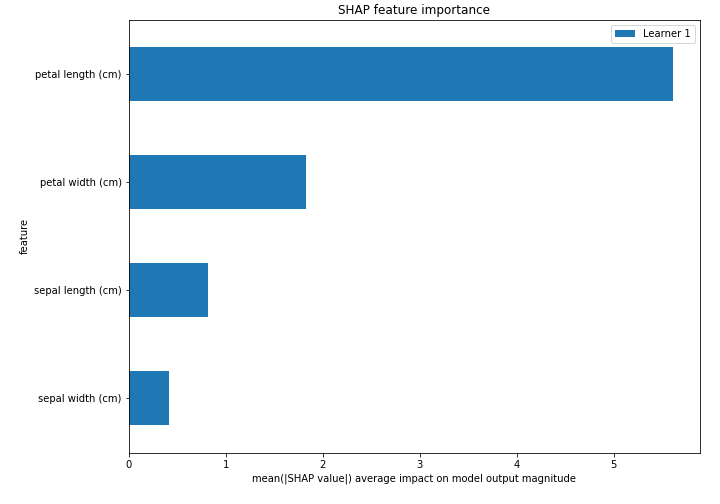 SHAP feature importance
Learner 1
petal length (cm)
petal width (cm)
sepal length (cm)
sepal width (cm)
feature
0 1 2 3 4 5
mean(|SHAP value|) average impact on model output magnitude